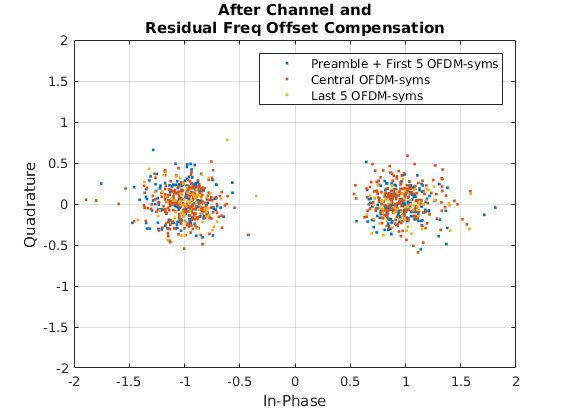 After Channel and
Residual Freq Offset Compensation
Preamble + First 5 OFDM-syms
Central OFDM-syms
Last 5 OFDM-syms
2
1.5
1
0.5
0
-0.5
-1
-1.5
-2
Quadrature
-2 -1.5 -1 -0.5 0 0.5 1 1.5 2
In-Phase